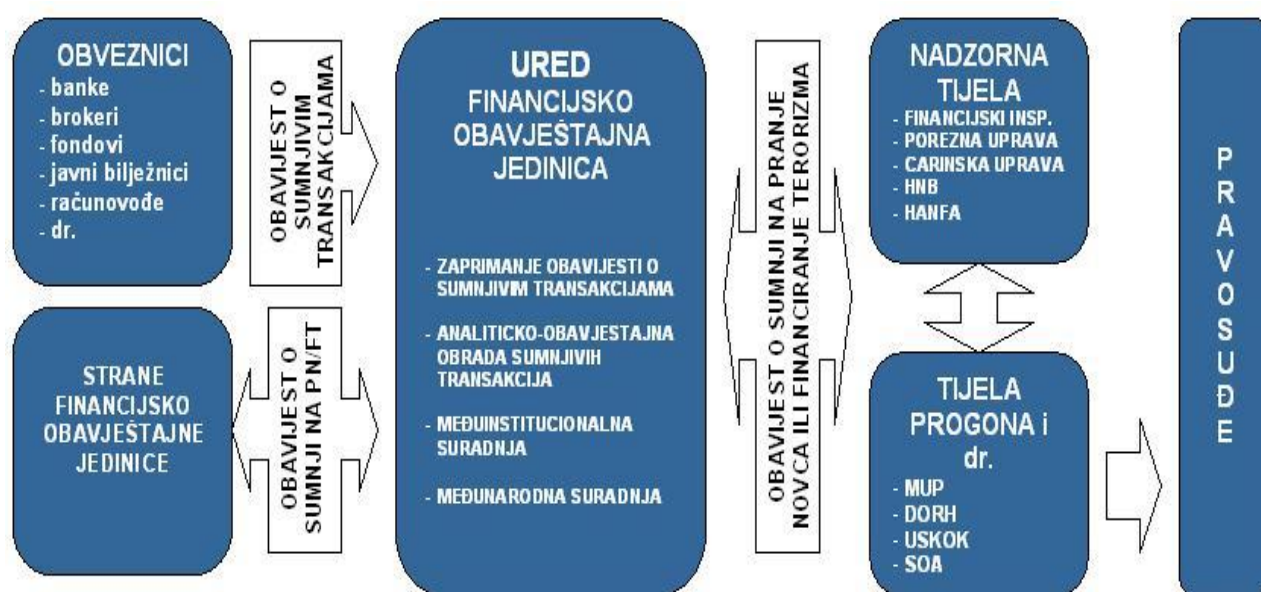 OBVEZNICI
- banke
- brokeri
- fondovi
- javni bilježnici
- računovođe
- dr.
OBAVIJEST O
SUMNJIVIM
TRANSAKCIJAMA
STRANE
FINANCIJSKO
OBAVJEŠTAJNE
JEDINICE
OBAVIJEST O
SUMNJI NA PN/FT
URED
FINANCIJSKO
OBAVJEŠTAJNA
JEDINICA
- ZAPRIMANJE OBAVIJESTI O
SUMNJIVIM TRANSAKCIJAMA
- ANALITICKO-OBAVJESTAJNA
OBRADA SUMNJIVIH
TRANSAKCIJA
- MEĐUINSTITUCIONALNA
SURADNJA
- MEĐUNARODNA SURADNJA
OBAVIJEST O SUMNJI NA PRANJE
NOVCA ILI FINANCIRANJE TERORIZMA
NADZORNA
TIJELA
- FINANCIJSKI INSP.
- POREZNA UPRAVA
- CARINSKA UPRAVA
- HNB
- HANFA
TIJELA
PROGONA i
dr.
- MUP
- DORH
- USKOK
- SOA
PRAVOSUĐE